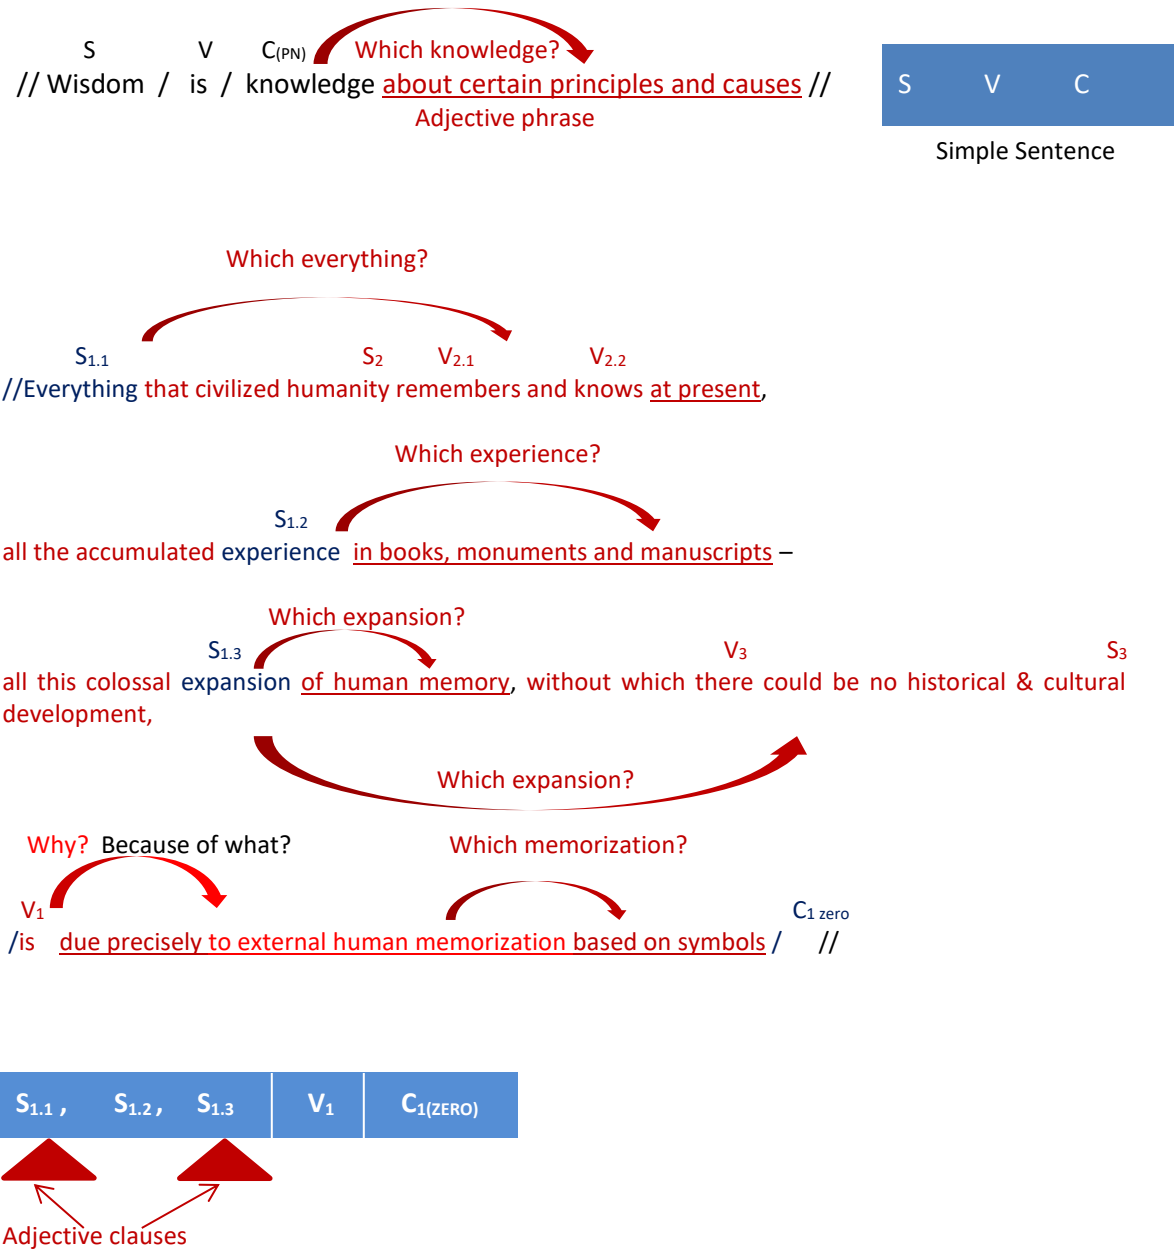 S V C(PN) Which knowledge?
// Wisdom / is / knowledge about certain principles and causes //
Adjective phrase
S V C
Simple Sentence
Which everything?
S1.1 S2 V2.1 V2.2
//Everything that civilized humanity remembers and knows at present,
Which experience?
S1.2
all the accumulated experience in books, monuments and manuscripts –
Which expansion?
S1.3 V3 S3
all this colossal expansion of human memory, without which there could be no historical & cultural
development,
Which expansion?
Why? Because of what? Which memorization?
V1 C1 zero
/is due precisely to external human memorization based on symbols / //
S1.1 , S1.2 , S1.3 V1 C1(ZERO)
Adjective clauses